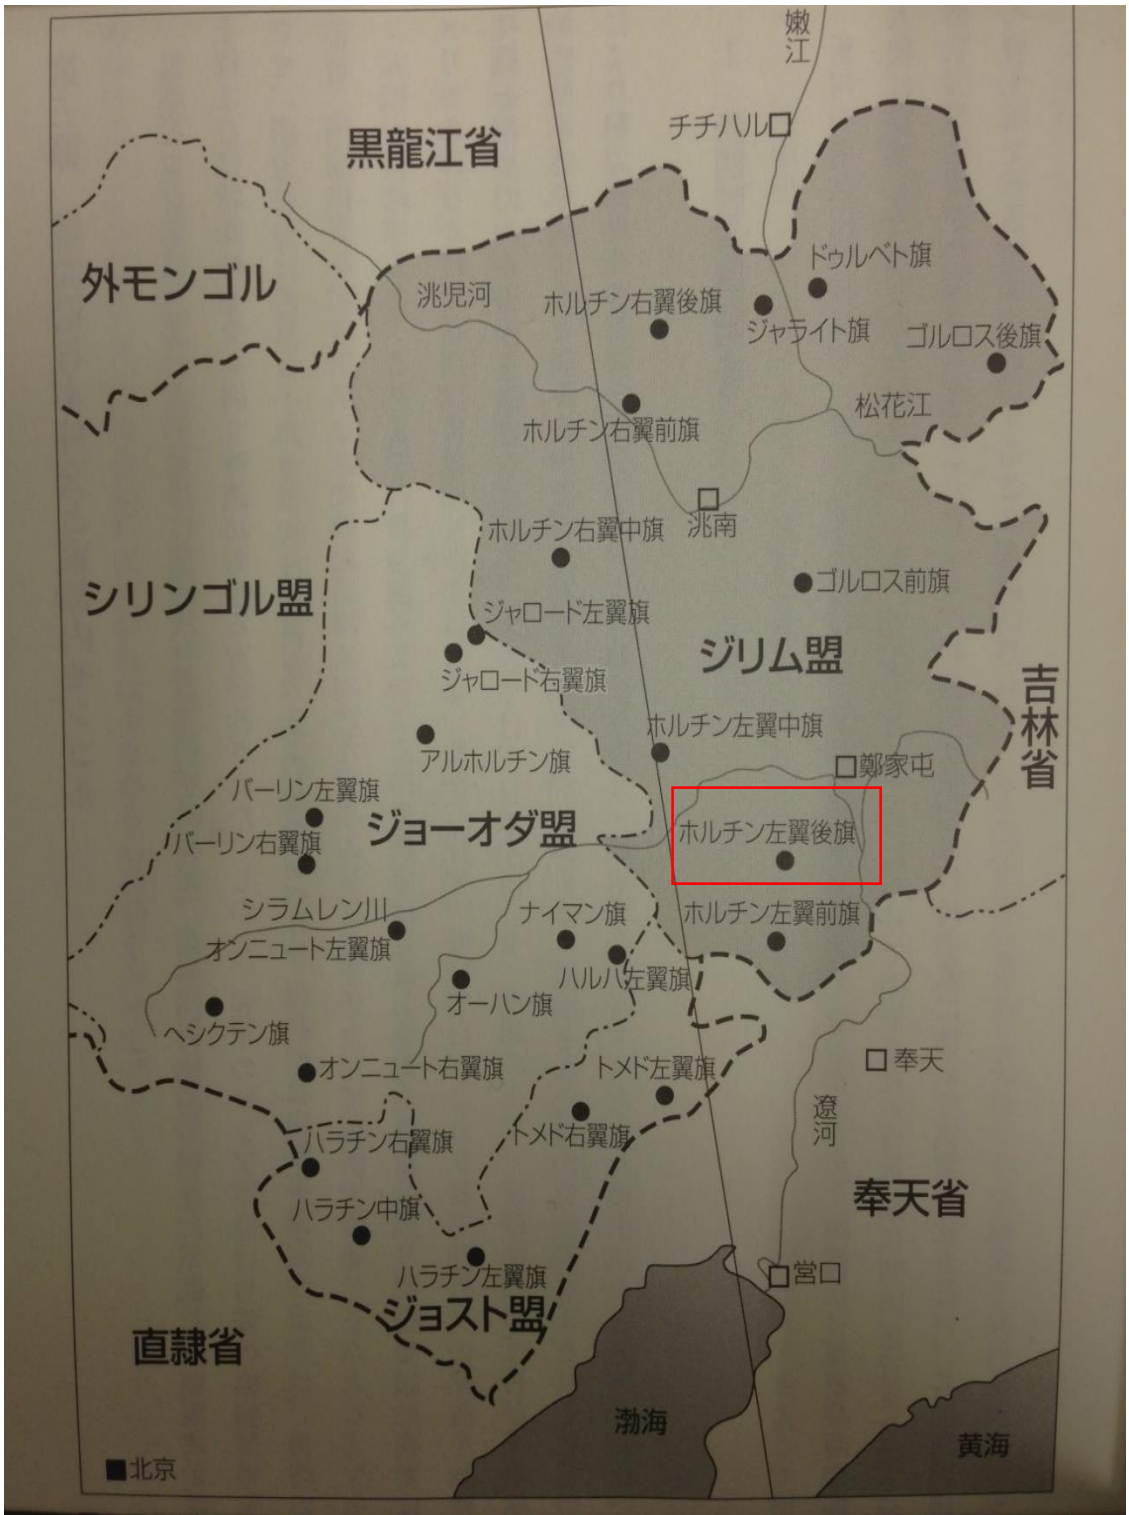 嫩江
チチハル
黒龍江省
外モンゴル
洮児河
ドゥルベト旗
ホルチン右翼後旗
ジャライト旗
ゴルロス後旗
松花江
ホルチン右翼前旗
洮南
ホルチン右翼中旗
ゴルロス前旗
シリンゴル盟
ジャロード左翼旗
ジリム盟
ジャロード右翼旗
吉林省
ホルチン左翼中旗
アルホルチン旗
鄭家屯
バーリン左翼旗
ジョーオダ盟
ホルチン左翼後旗
バーリン右翼旗
シラムレン川
ナイマン旗
ホルチン左翼前旗
オンニュート左翼旗
ハルハ左翼旗
オーハン旗
ヘシクテン旗
オンニュート右翼旗
トメド左翼旗
奉天
遼河
トメド右翼旗
ハラチン右翼旗
奉天省
ハラチン中旗
ハラチン左翼旗
営口
ジョスト盟
直隷省
渤海
黄海
北京